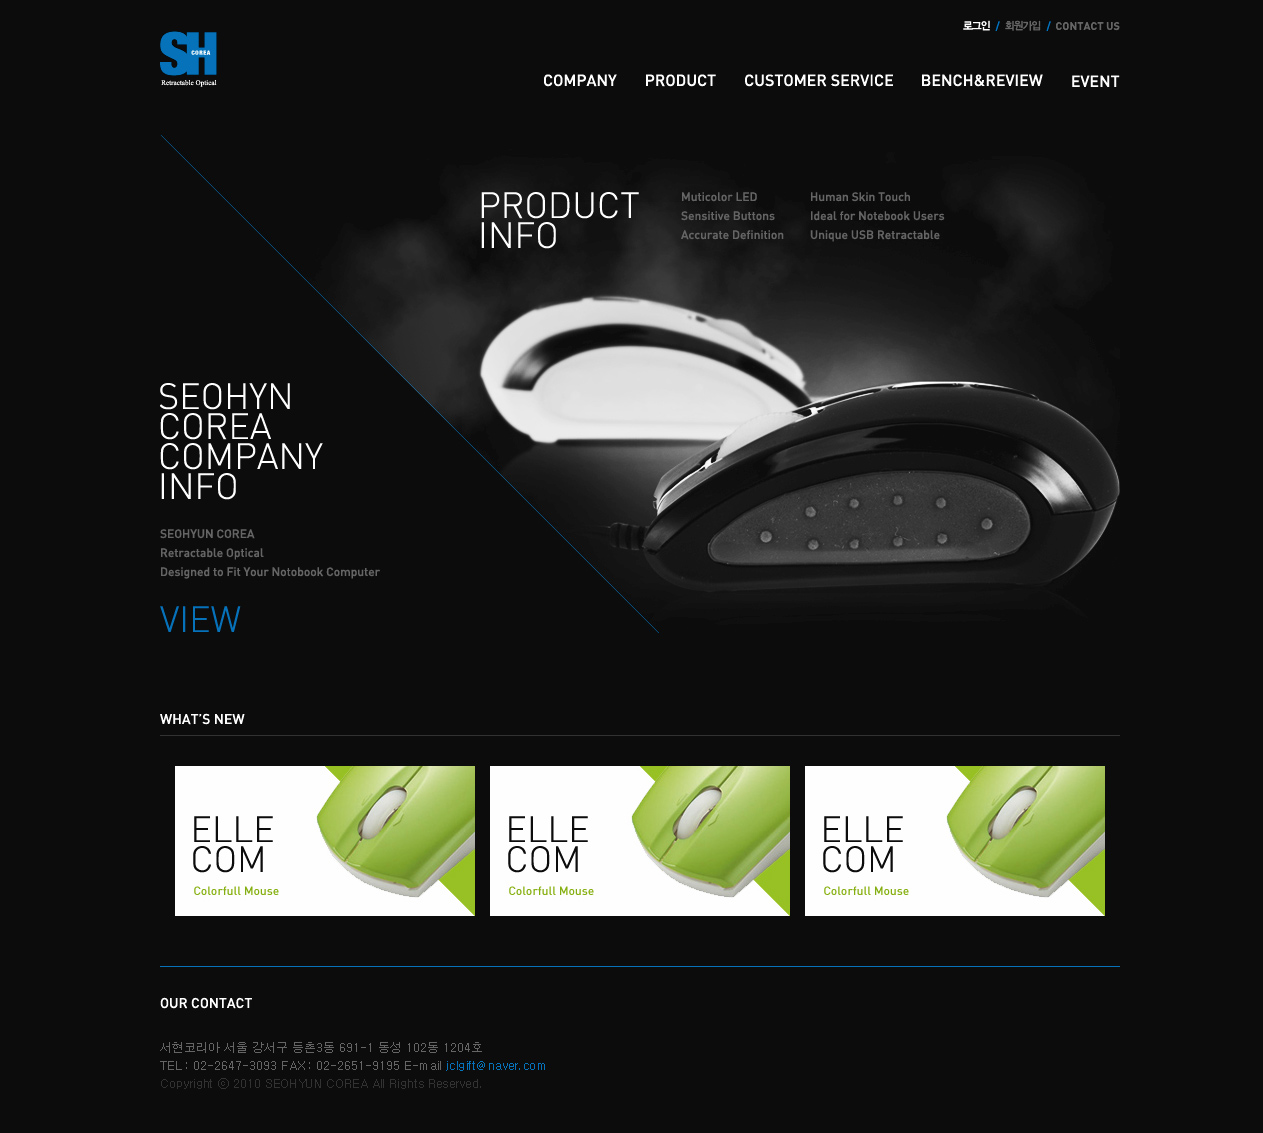 로그인 / 회원가입 / CONTACT US
SH
COREA
Retractable Optical
COMPANY PRODUCT CUSTOMER SERVICE BENCH&REVIEW EVENT
PRODUCT
INFO
Muticolor LED
Sensitive Buttons
Accurate Definition
Human Skin Touch
Ideal for Notebook Users
Unique USB Retractable
SEOHYN
COREA
COMPANY
INFO
SEOHYUN COREA
Retractable Optical
Designed to Fit Your Notobook Computer
VIEW
WHAT'S NEW
ELLE
COM
Colorfull Mouse
ELLE
COM
Colorfull Mouse
ELLE
COM
Colorfull Mouse
OUR CONTACT
서현코리아 서울 강서구 등촌3동 691-1 동성 102동 1204호
TEL : 02-2647-3093 FAX : 02-2651-9195 E-mail jclgift@naver.com
Copyright ⓒ 2010 SEOHYUN COREA All Rights Reserved.